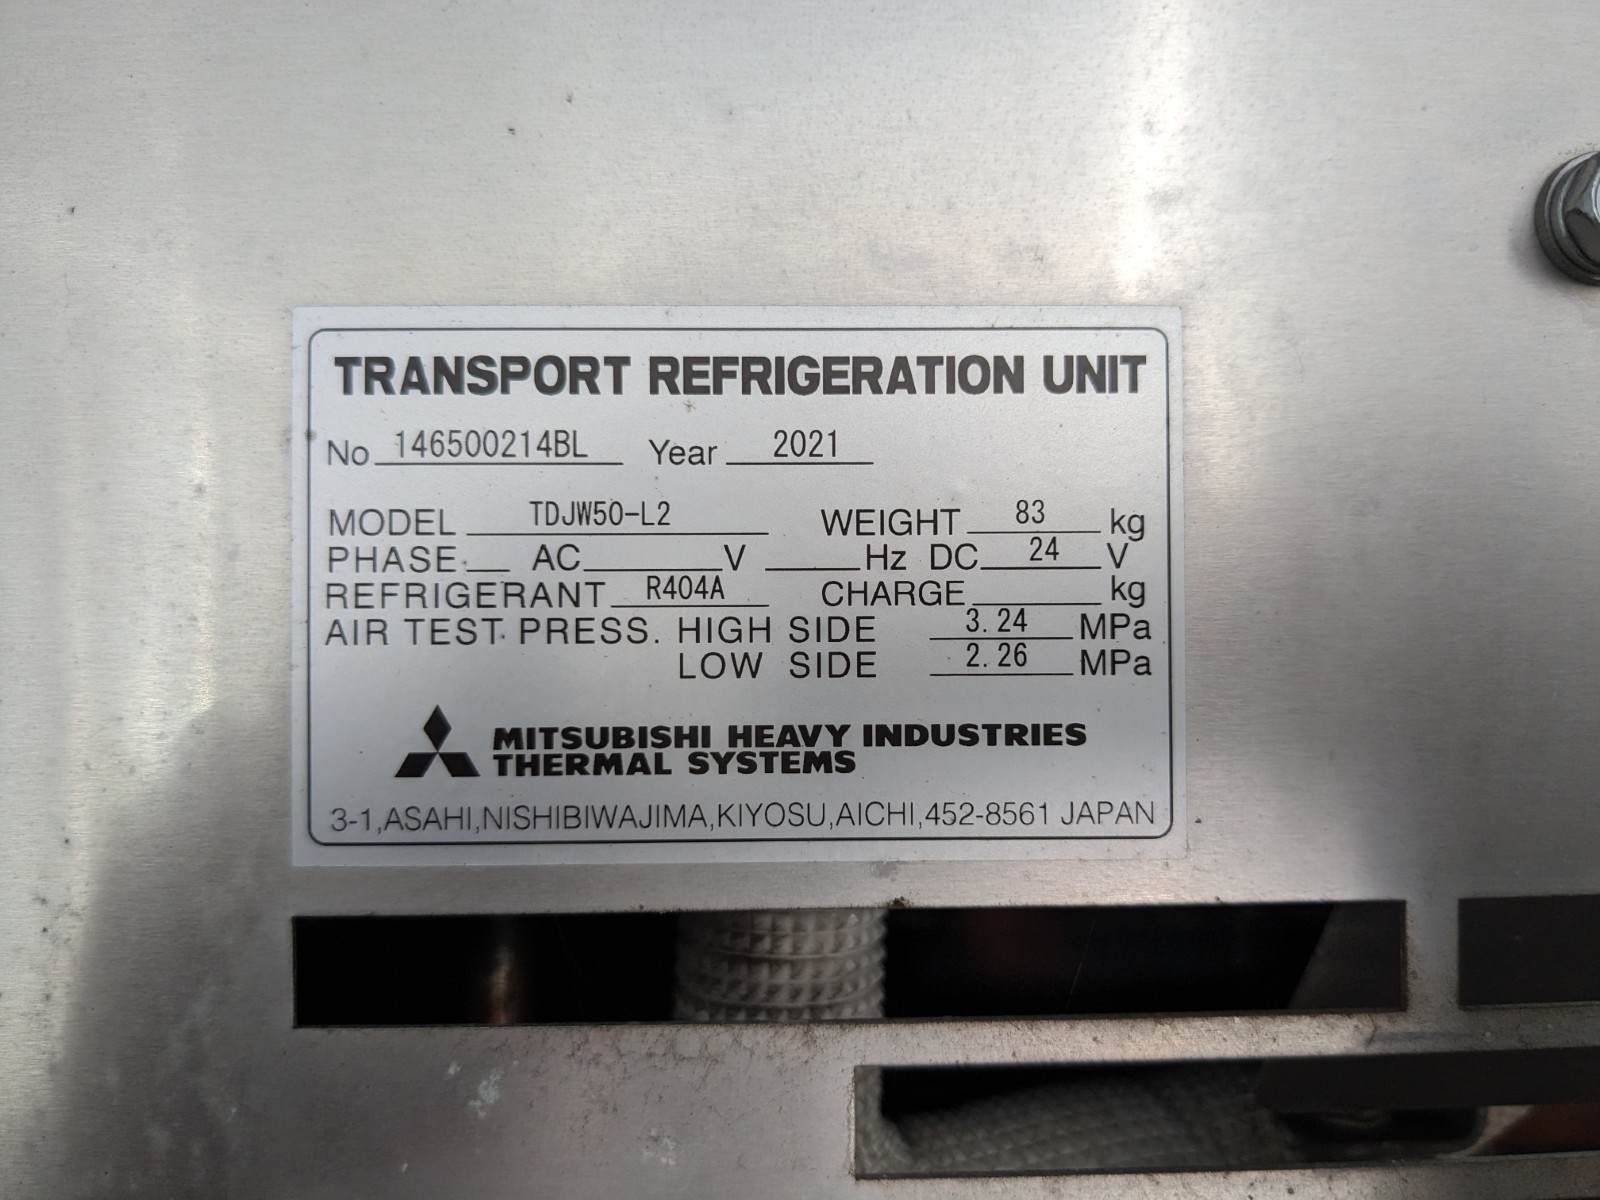 TRANSPORT REFRIGERATION UNIT
No 146500214BL Year 2021
MODEL TDJW50-L2 WEIGHT 83 kg
PHASE AC V Hz DC 24 V
REFRIGERANT R404A CHARGE kg
AIR TEST PRESS. HIGH SIDE 3.24 MPa
LOW SIDE 2.26 MPa
MITSUBISHI HEAVY INDUSTRIES
THERMAL SYSTEMS
3-1,ASAHI,NISHIBIWAJIMA,KIYOSU,AICHI,452-8561 JAPAN